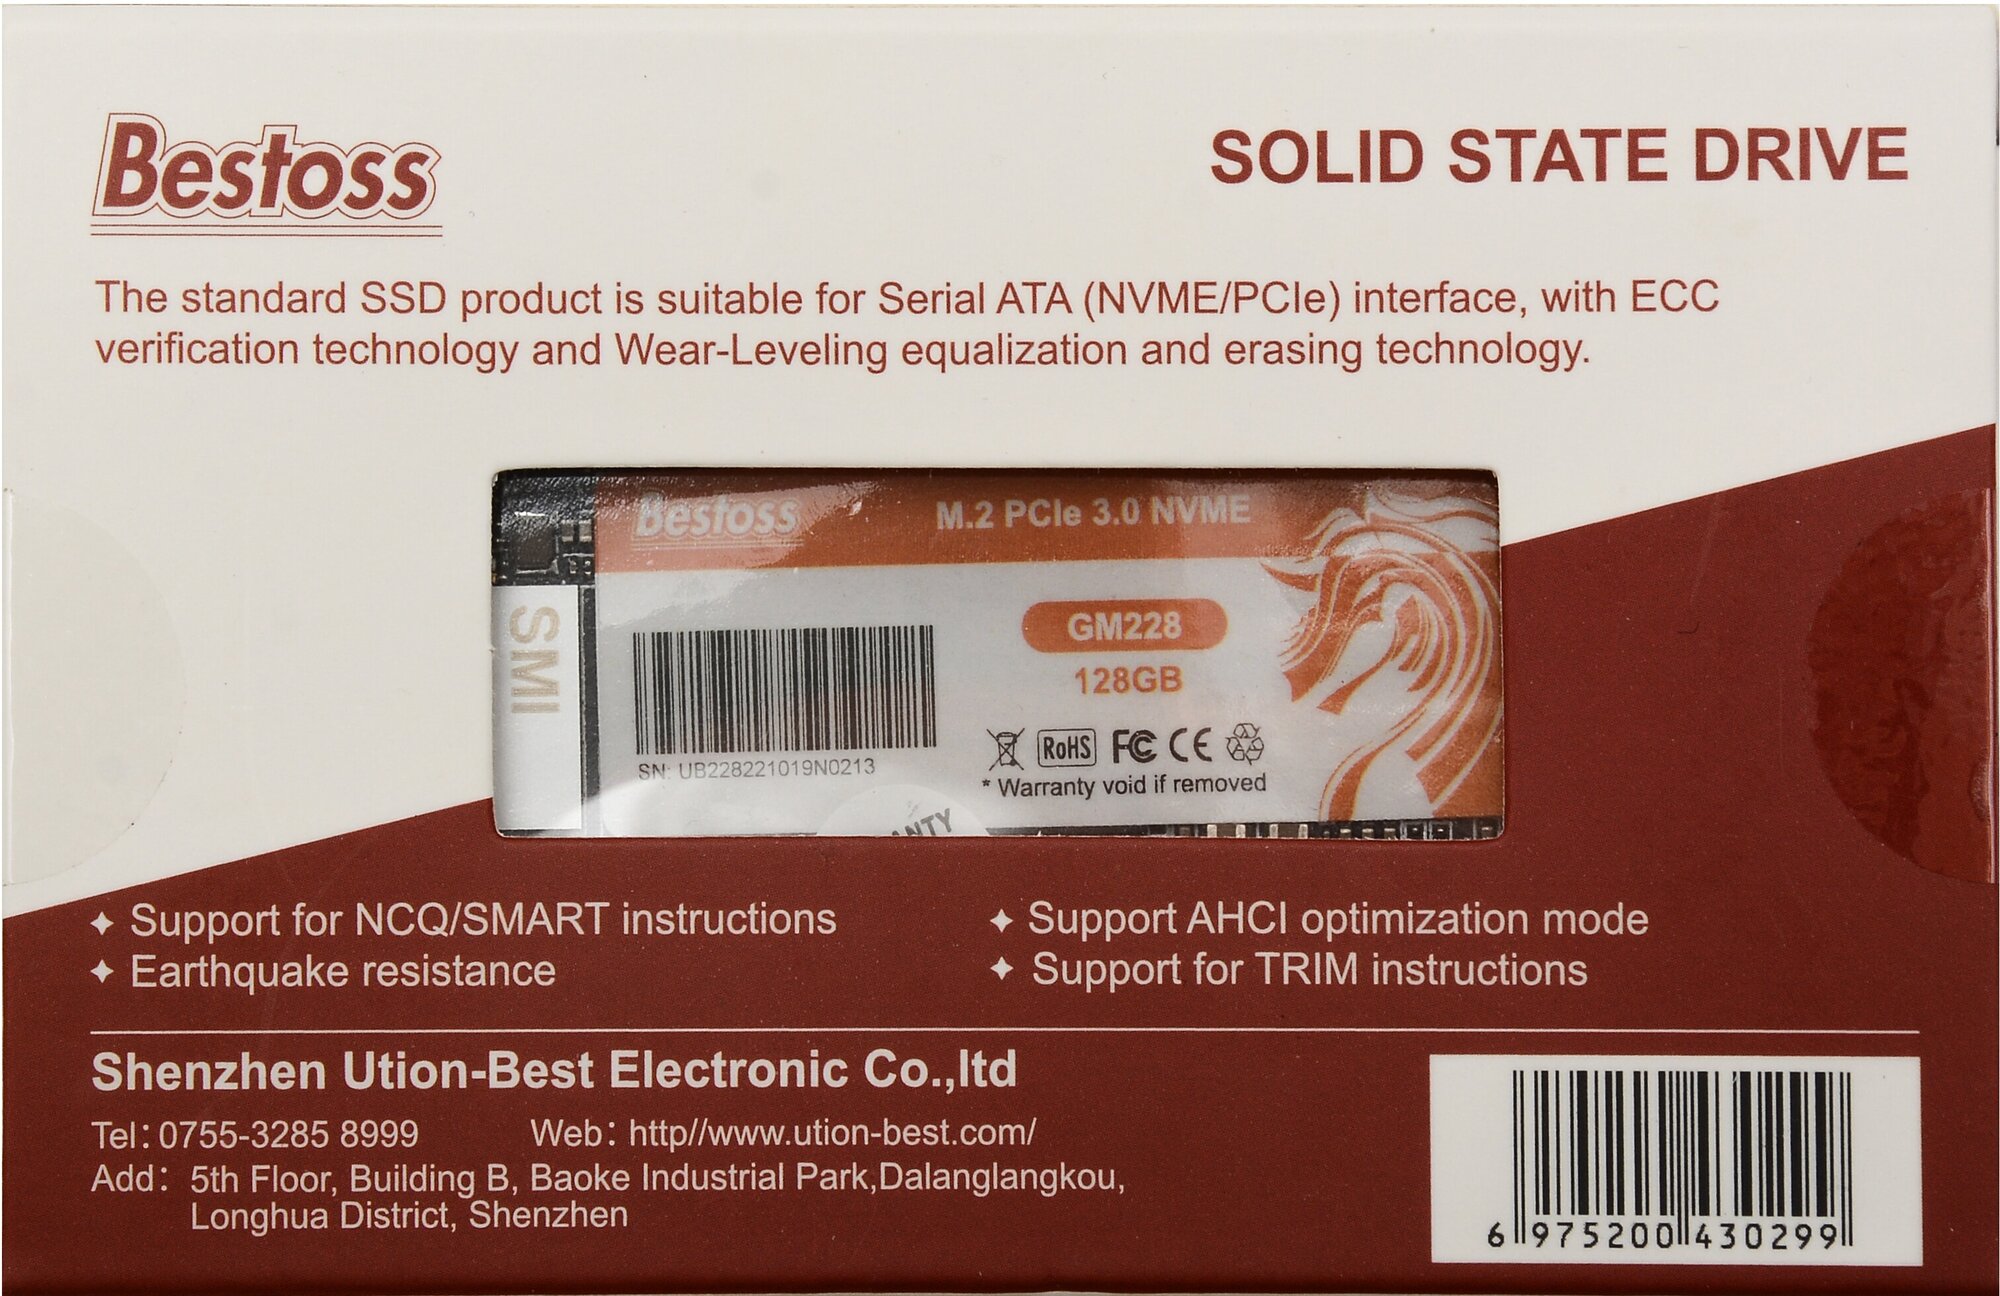 Bestoss
SOLID STATE DRIVE
The standard SSD product is suitable for Serial ATA (NVME/PCIe) interface, with ECC
verification technology and Wear-Leveling equalization and erasing technology.
Bestoss
M.2 PCIe 3.0 NVME
SMI
GM228
128GB
RoHS FC CE
SN: UB228221019N0213
* Warranty void if removed
ANTY
✦ Support for NCQ/SMART instructions
✦ Support AHCI optimization mode
✦ Earthquake resistance
✦ Support for TRIM instructions
Shenzhen Ution-Best Electronic Co.,ltd
Tel: 0755-3285 8999
Web: http//www.ution-best.com/
Add: 5th Floor, Building B, Baoke Industrial Park,Dalanglangkou,
Longhua District, Shenzhen
6 975200 430299